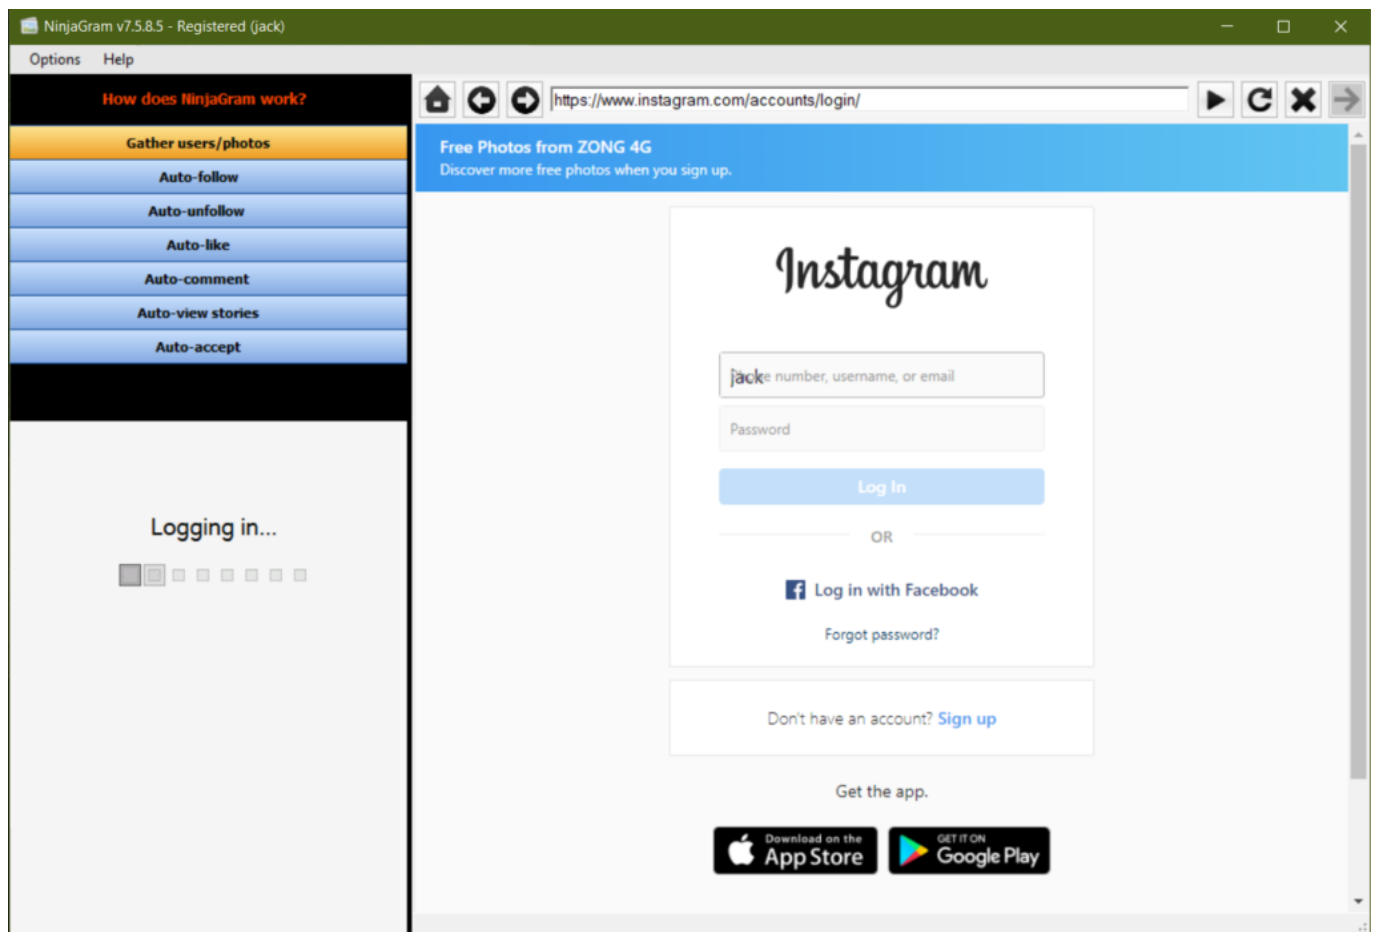 NinjaGram v7.5.8.5 - Registered (jack)
Options Help
How does NinjaGram work?
Gather users/photos
Auto-follow
Auto-unfollow
Auto-like
Auto-comment
Auto-view stories
Auto-accept
Logging in...
https://www.instagram.com/accounts/login/
Free Photos from ZONG 4G
Discover more free photos when you sign up.
Instagram
jack number, username, or email
Password
Log In
OR
f Log in with Facebook
Forgot password?
Don't have an account? Sign up
Get the app.
Download on the
App Store
GET IT ON
Google Play